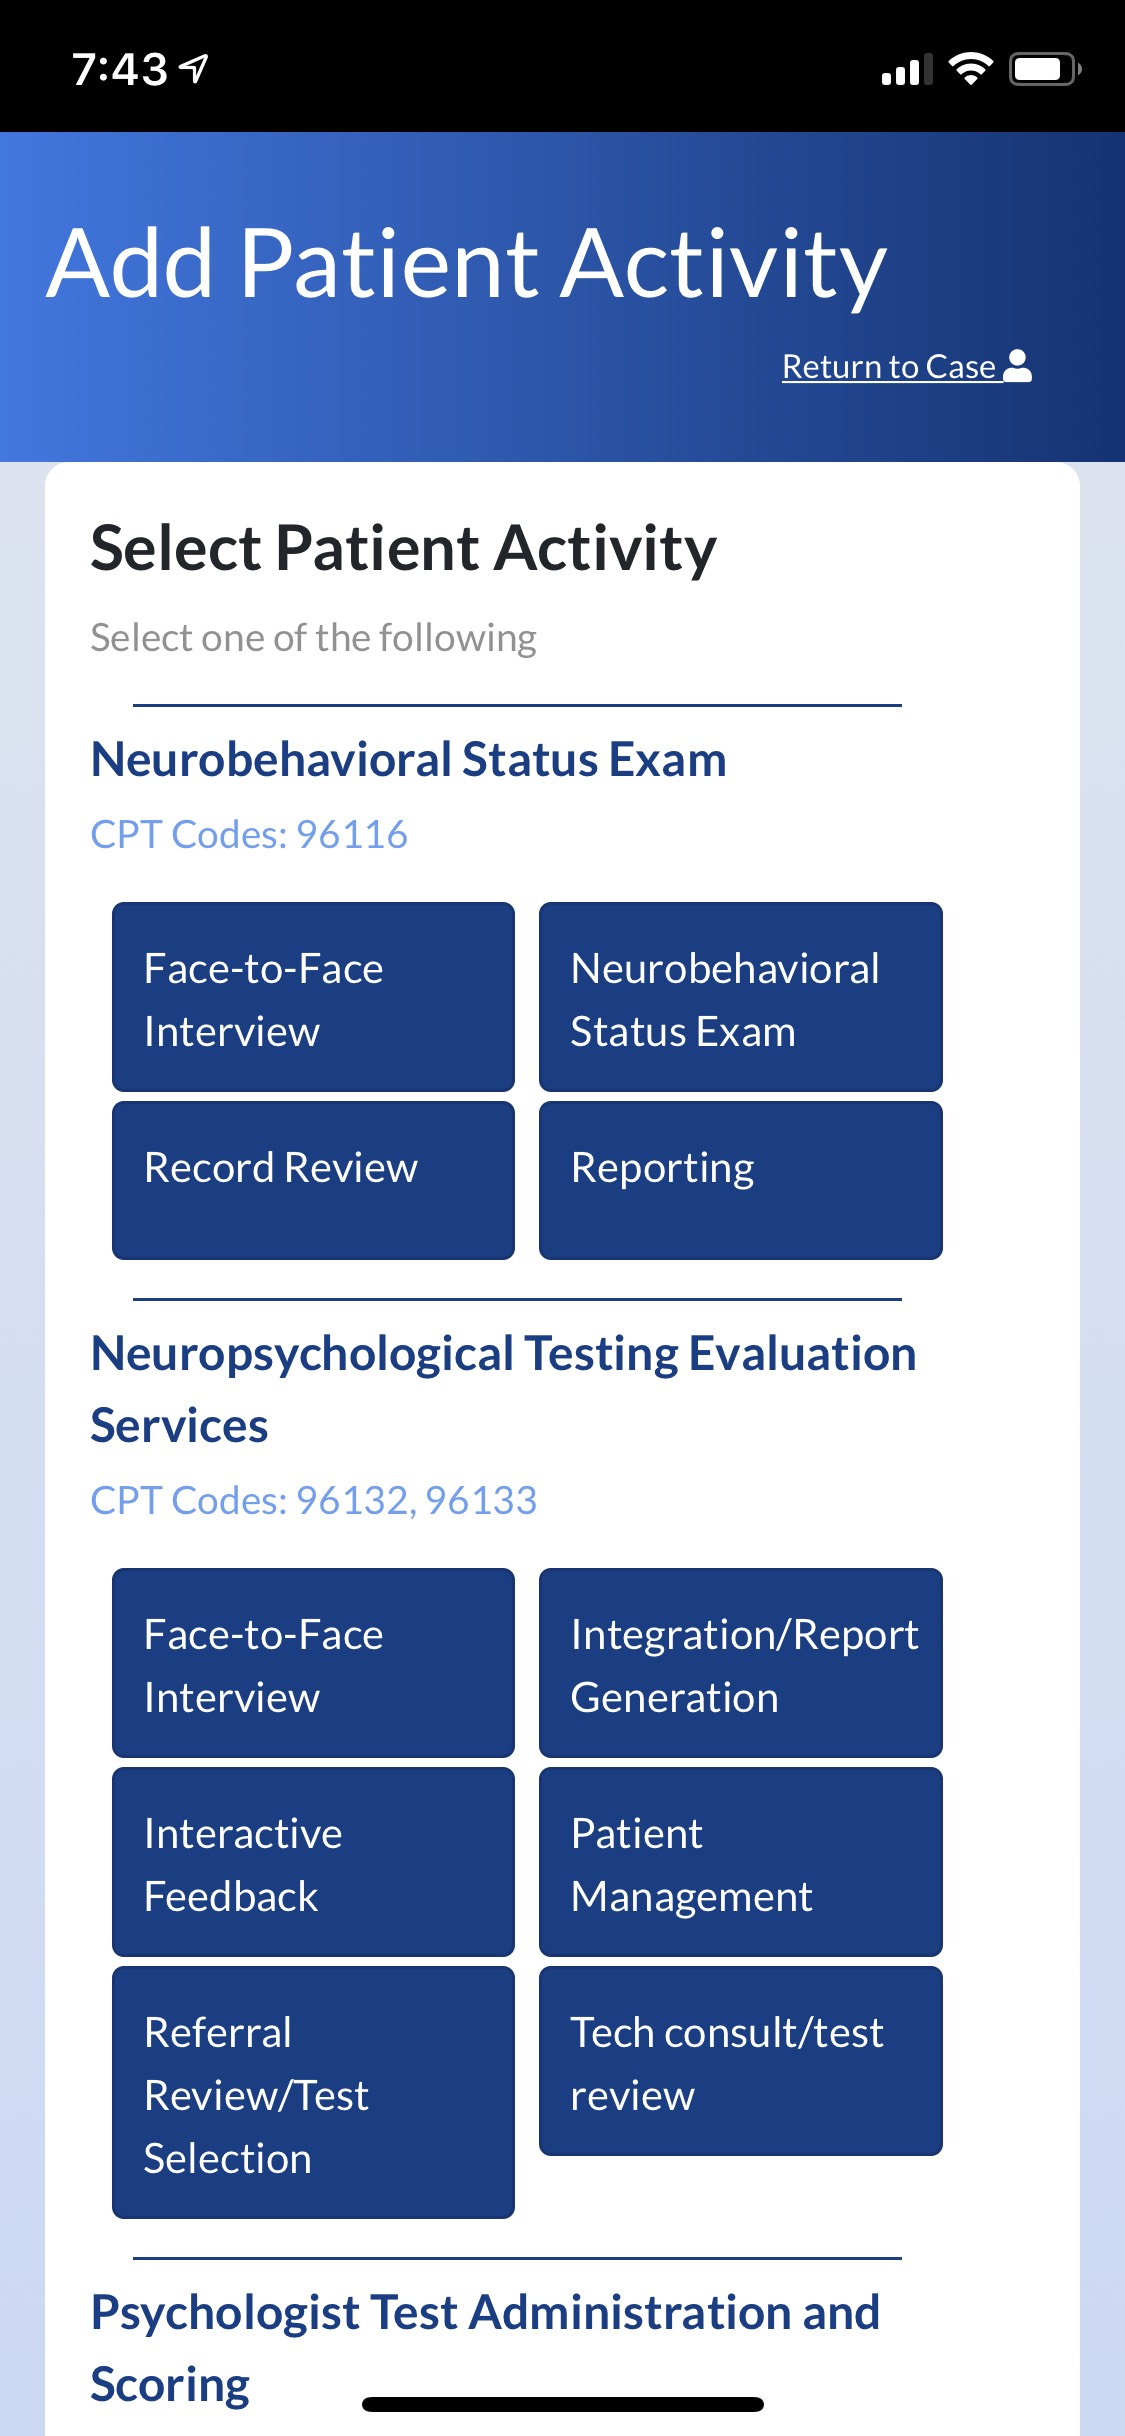 7:43
Add Patient Activity
Return to Case
Select Patient Activity
Select one of the following
Neurobehavioral Status Exam
CPT Codes: 96116
Face-to-Face
Interview
Neurobehavioral
Status Exam
Record Review
Reporting
Neuropsychological Testing Evaluation
Services
CPT Codes: 96132, 96133
Face-to-Face
Interview
Integration/Report
Generation
Interactive
Feedback
Patient
Management
Referral
Review/Test
Selection
Tech consult/test
review
Psychologist Test Administration and
Scoring